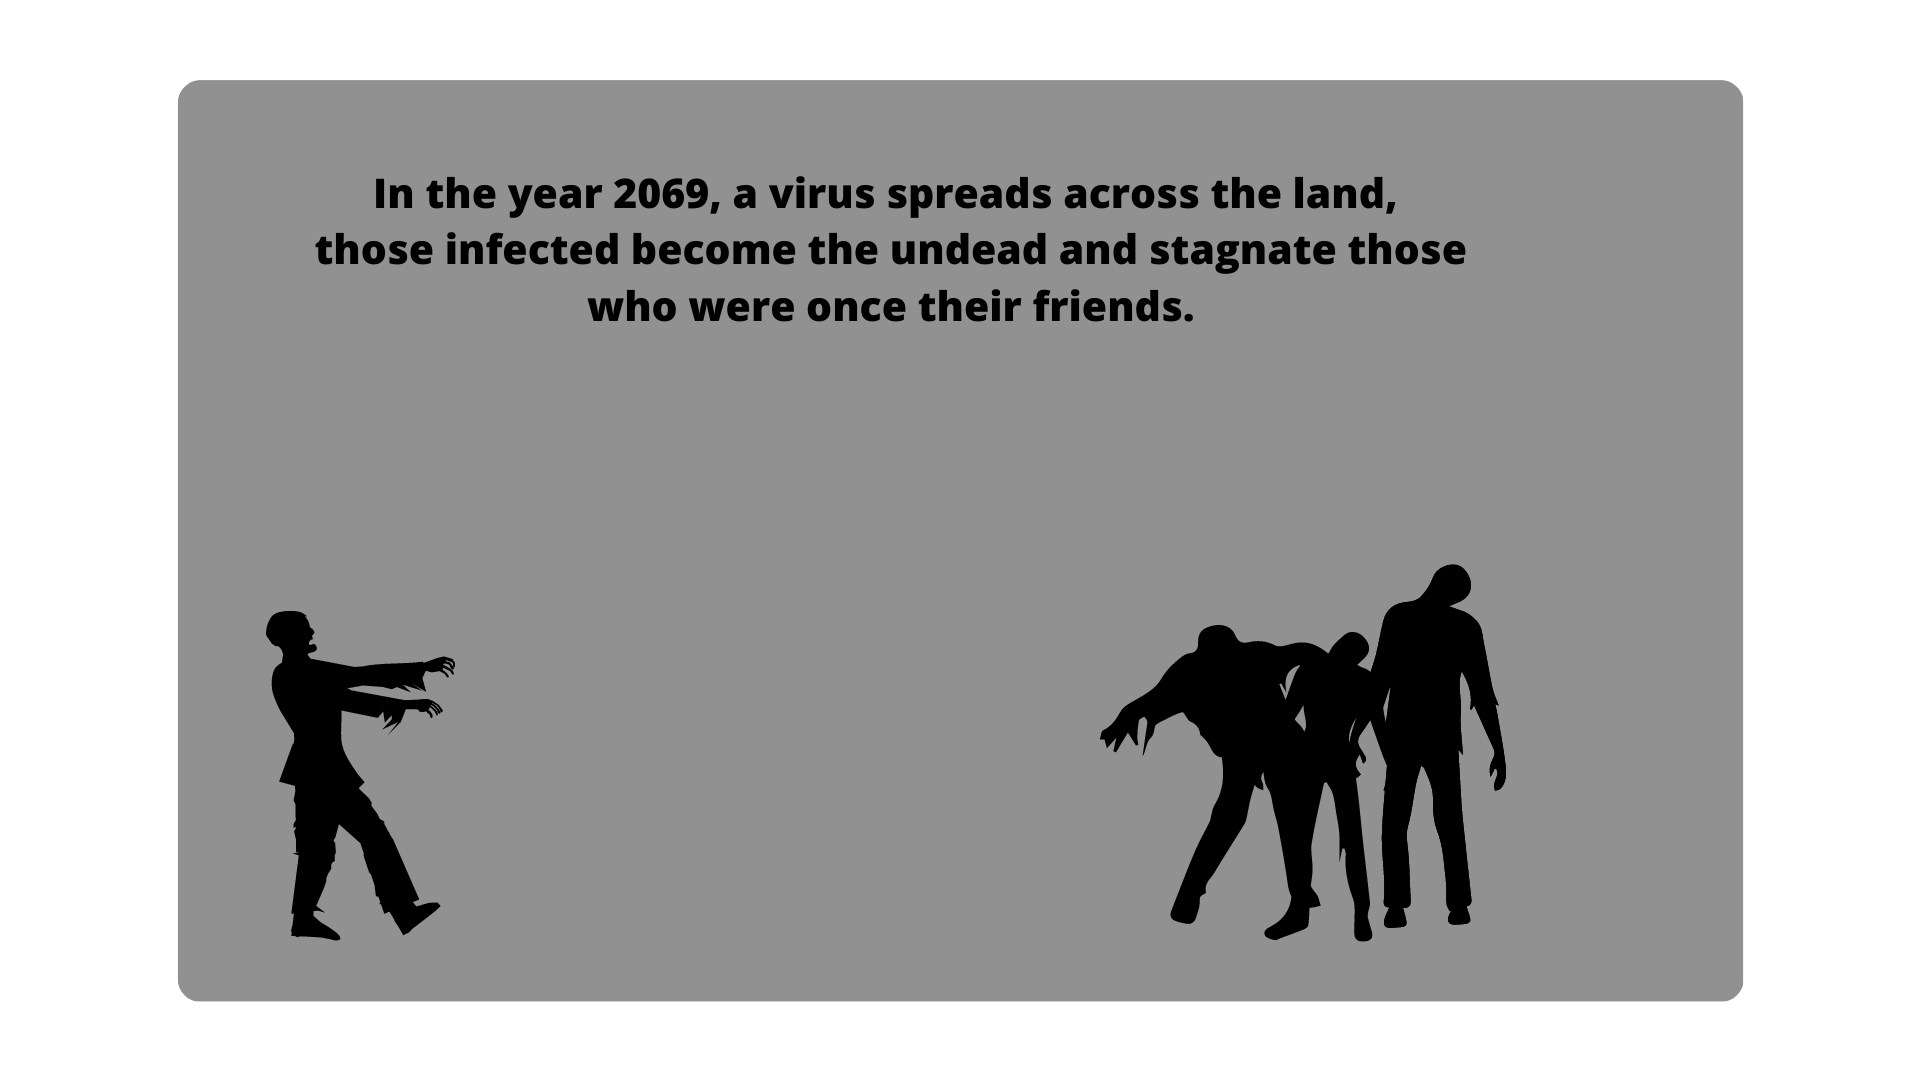 In the year 2069, a virus spreads across the land,
those infected become the undead and stagnate those
who were once their friends.